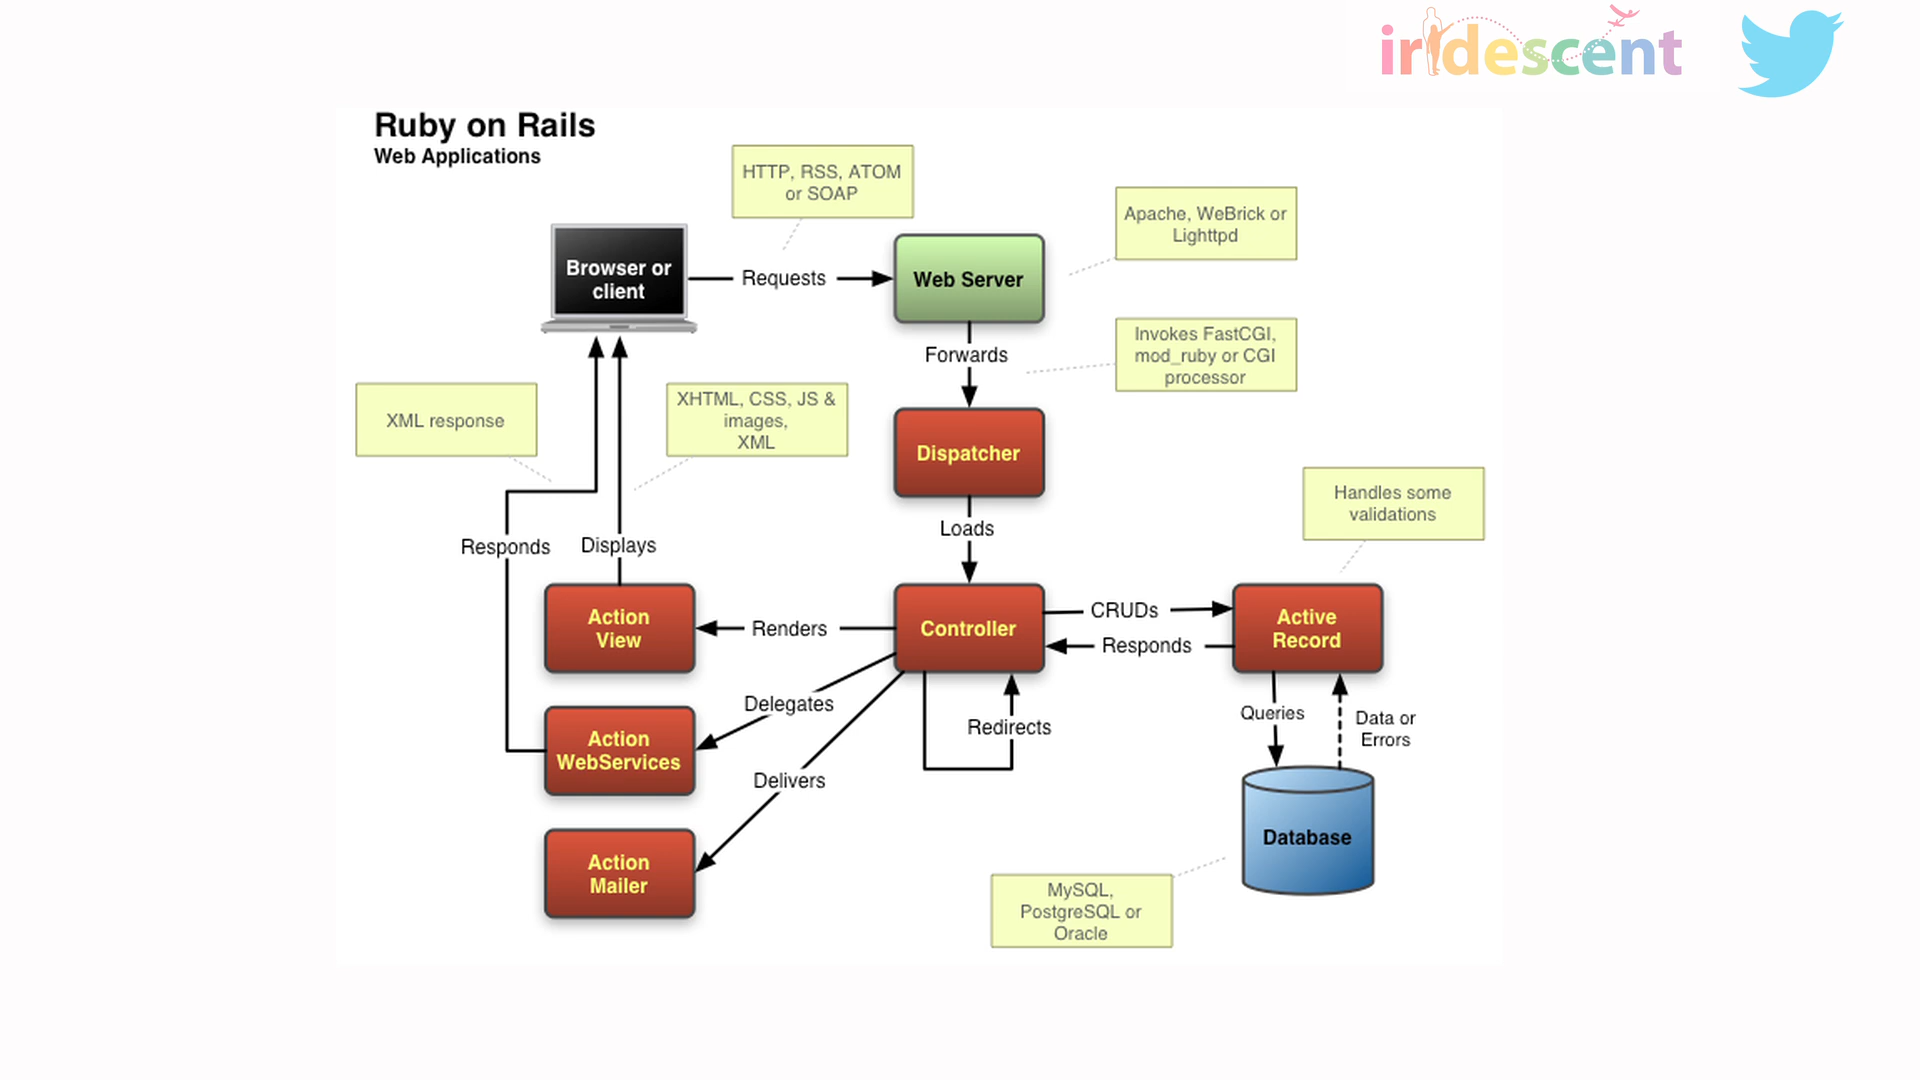 iridescent
Ruby on Rails
Web Applications
HTTP, RSS, ATOM
or SOAP
Apache, WeBrick or
Lighttpd
Browser or
client
Requests
Web Server
Forwards
Invokes FastCGI,
mod_ruby or CGI
processor
XML response
XHTML, CSS, JS &
images,
XML
Dispatcher
Handles some
validations
Loads
Responds
Displays
Action
View
Renders
Controller
CRUDs
Responds
Active
Record
Delegates
Redirects
Queries
Data or
Errors
Action
WebServices
Delivers
Database
Action
Mailer
MySQL,
PostgreSQL or
Oracle